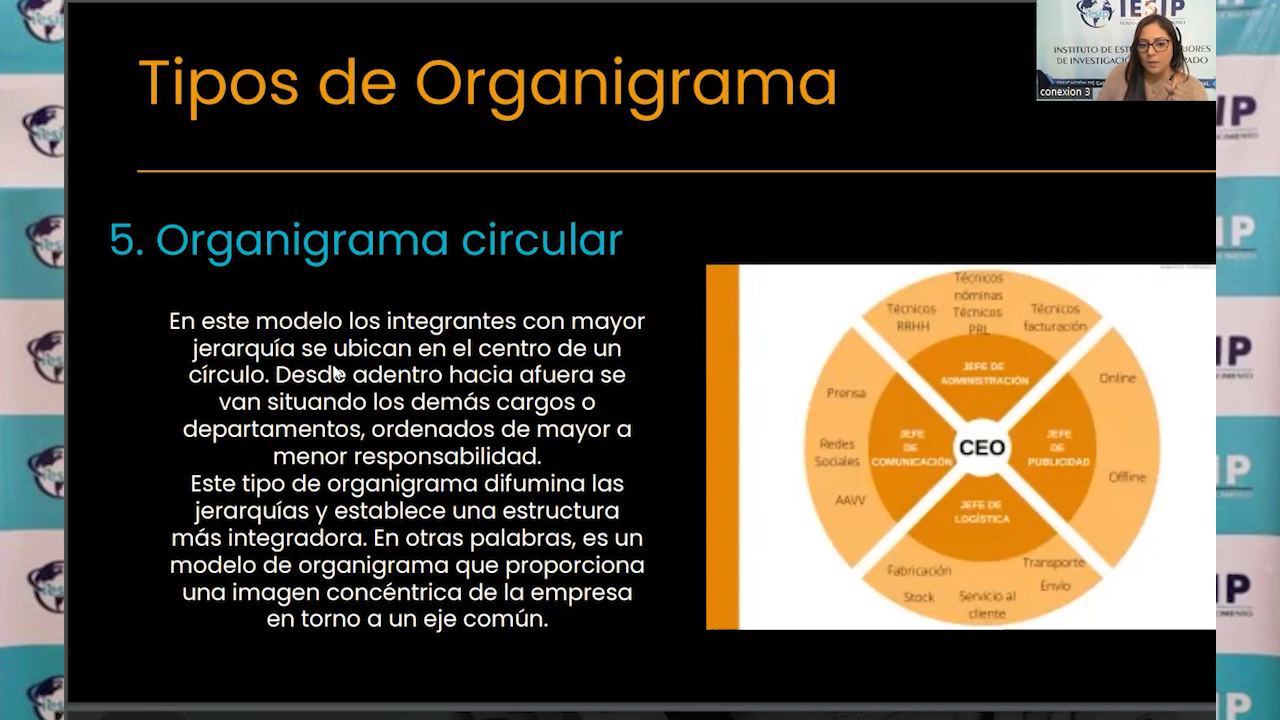 Tipos de Organigrama
IESIP
INSTITUTO DE
DE
conexion 3
5. Organigrama circular
En este modelo los integrantes con mayor
jerarquía se ubican en el centro de un
círculo. Desde adentro hacia afuera se
van situando los demás cargos o
departamentos, ordenados de mayor a
menor responsabilidad.
Este tipo de organigrama difumina las
jerarquías y establece una estructura
más integradora. En otras palabras, es un
modelo de organigrama que proporciona
una imagen concéntrica de la empresa
en torno a un eje común.
Técnicos
nóminas
Técnicos
RRHH
Técnicos
PRL
Técnicos
facturación
JEFE DE
ADMINISTRACIÓN
Prensa
Redes
Sociales
AAVV
JEFE
DE
COMUNICACIÓN
CEO
JEFE
DE
PUBLICIDAD
Online
Offline
JEFE DE
LOGÍSTICA
Fabricación
Stock
Servicio al
cliente
Transporte
Envío